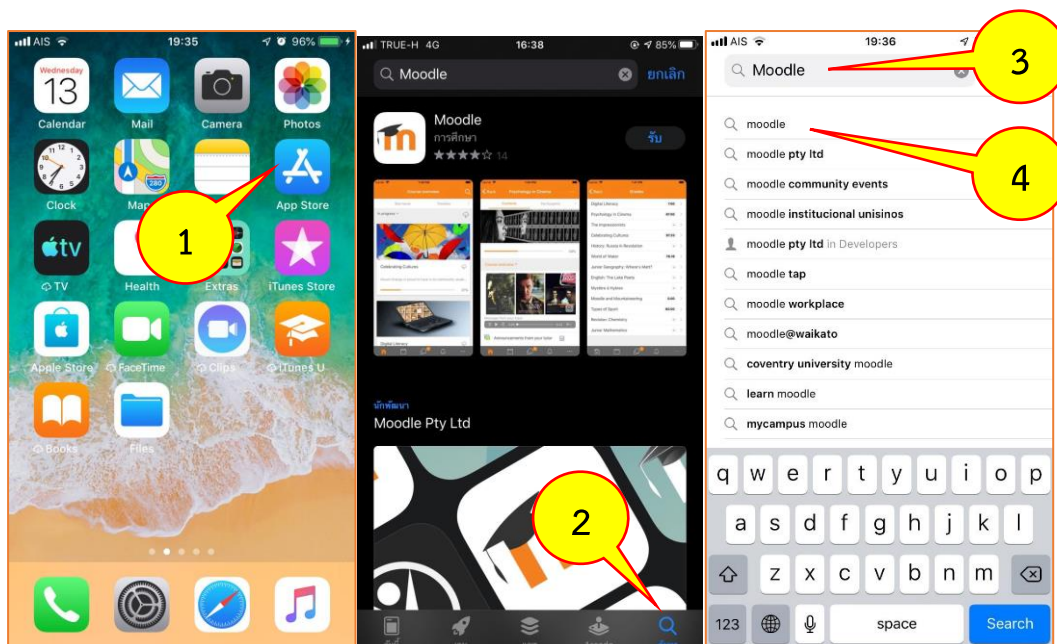 AIS 19:35 96%
Wednesday
13
Calendar Mail Camera Photos
Clock App Store
1
tv
TV Health Extras iTunes Store
Apple Store FaceTime Clips iTunes U
Books Files
TRUE-H 4G 16:38 85%
Moodle ยกเลิก
Moodle
การศึกษา
14
รับ
นักพัฒนา
Moodle Pty Ltd
2
AIS 19:36
Moodle
3
moodle
4
moodle pty ltd
moodle community events
moodle institucional unisinos
moodle pty ltd in Developers
moodle tap
moodle workplace
moodle@waikato
coventry university moodle
learn moodle
mycampus moodle
q w e r t y u i o p
a s d f g h j k l
z x c v b n m
123 space Search